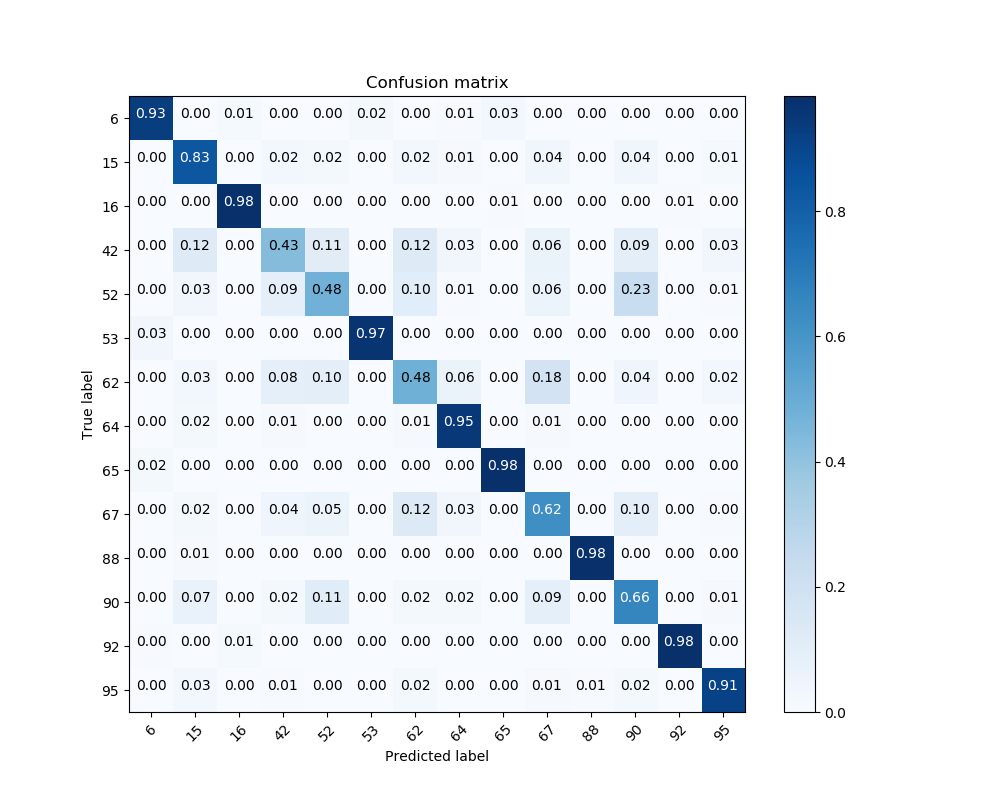 Confusion matrix
6 0.93 0.00 0.01 0.00 0.00 0.02 0.00 0.01 0.03 0.00 0.00 0.00 0.00 0.00
15 0.00 0.83 0.00 0.02 0.02 0.00 0.02 0.01 0.00 0.04 0.00 0.04 0.00 0.01
16 0.00 0.00 0.98 0.00 0.00 0.00 0.00 0.00 0.01 0.00 0.00 0.00 0.01 0.00
42 0.00 0.12 0.00 0.43 0.11 0.00 0.12 0.03 0.00 0.06 0.00 0.09 0.00 0.03
52 0.00 0.03 0.00 0.09 0.48 0.00 0.10 0.01 0.00 0.06 0.00 0.23 0.00 0.01
53 0.03 0.00 0.00 0.00 0.00 0.97 0.00 0.00 0.00 0.00 0.00 0.00 0.00 0.00
62 0.00 0.03 0.00 0.08 0.10 0.00 0.48 0.06 0.00 0.18 0.00 0.04 0.00 0.02
64 0.00 0.02 0.00 0.01 0.00 0.00 0.01 0.95 0.00 0.01 0.00 0.00 0.00 0.00
65 0.02 0.00 0.00 0.00 0.00 0.00 0.00 0.00 0.98 0.00 0.00 0.00 0.00 0.00
67 0.00 0.02 0.00 0.04 0.05 0.00 0.12 0.03 0.00 0.62 0.00 0.10 0.00 0.00
88 0.00 0.01 0.00 0.00 0.00 0.00 0.00 0.00 0.00 0.00 0.98 0.00 0.00 0.00
90 0.00 0.07 0.00 0.02 0.11 0.00 0.02 0.02 0.00 0.09 0.00 0.66 0.00 0.01
92 0.00 0.00 0.01 0.00 0.00 0.00 0.00 0.00 0.00 0.00 0.00 0.00 0.98 0.00
95 0.00 0.03 0.00 0.01 0.00 0.00 0.02 0.00 0.00 0.01 0.01 0.02 0.00 0.91
6 15 16 42 52 53 62 64 65 67 88 90 92 95
Predicted label
True label
0.8
0.6
0.4
0.2
0.0